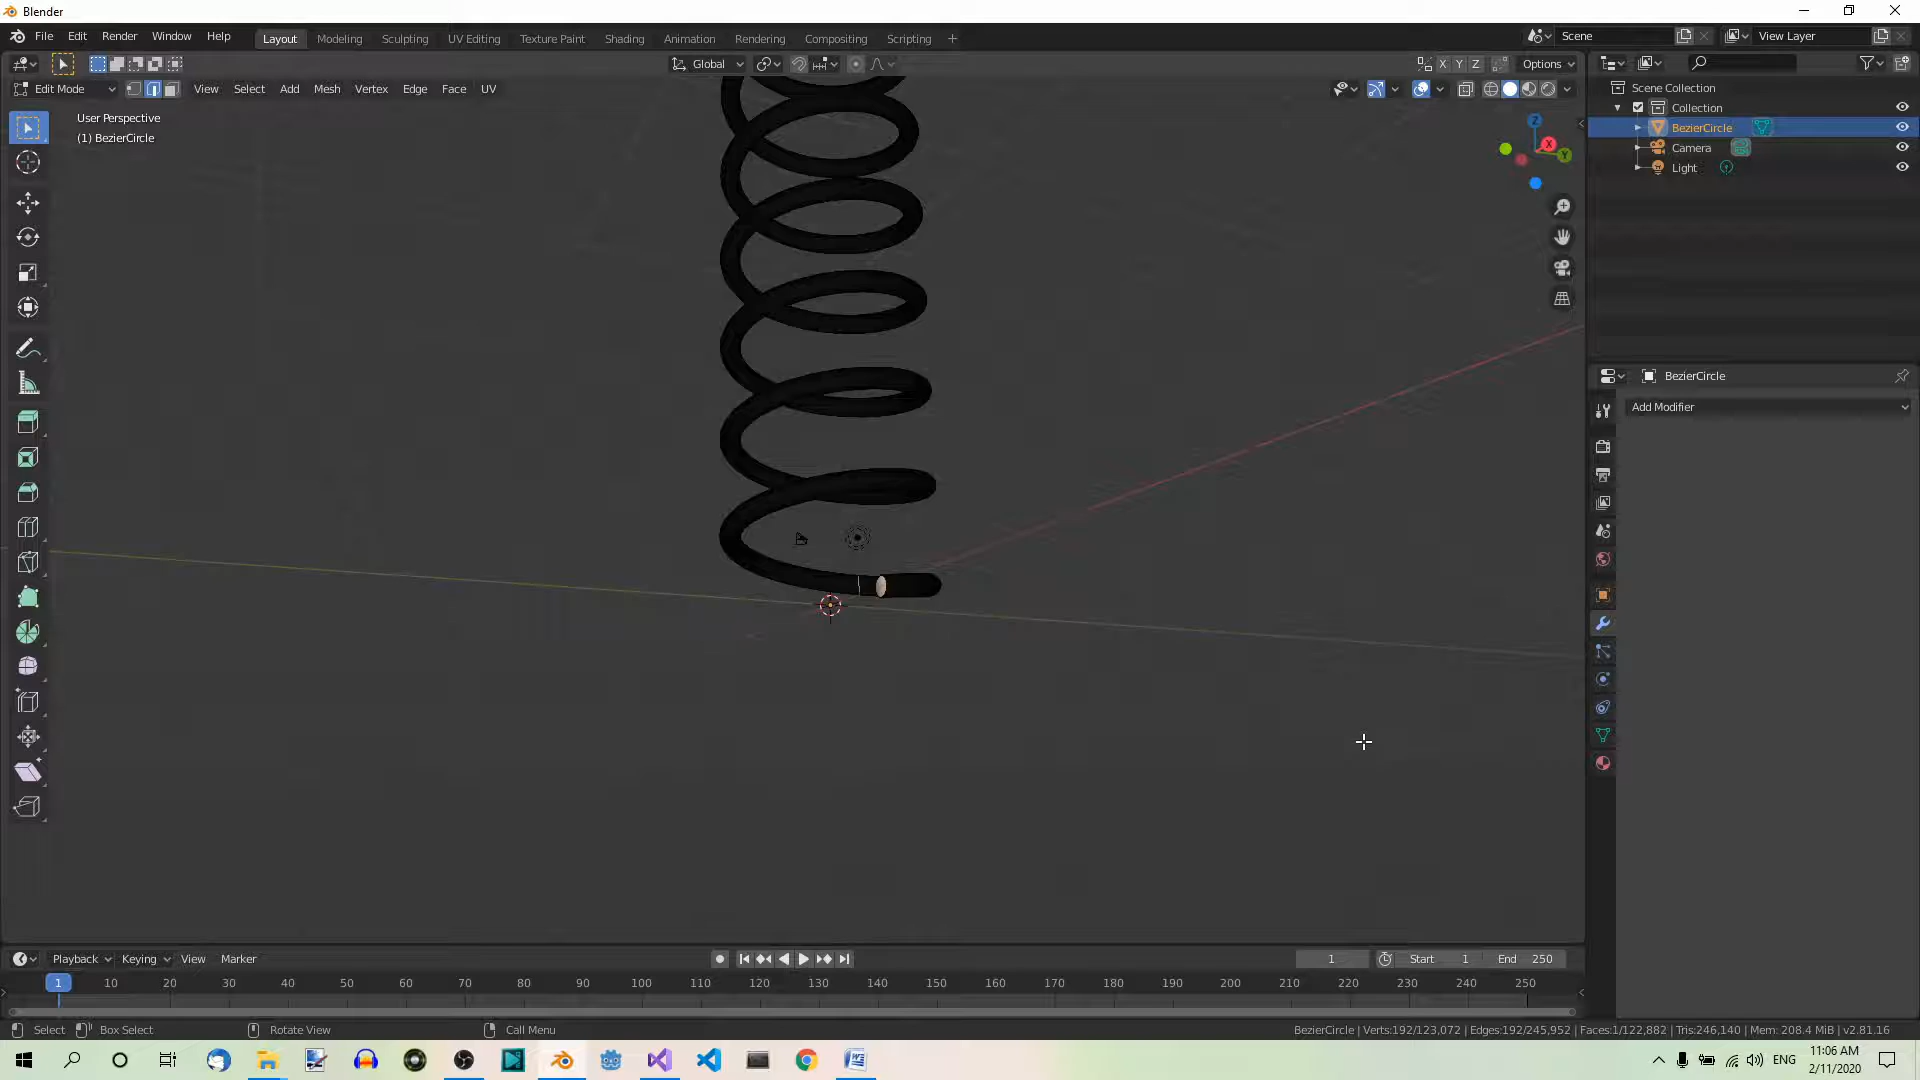 Blender
File Edit Render Window Help Layout Modeling Sculpting UV Editing Texture Paint Shading Animation Rendering Compositing Scripting + Scene View Layer
Global X Y Z Options
Edit Mode View Select Add Mesh Vertex Edge Face UV
User Perspective
(1) BezierCircle
Z X Y
Scene Collection
Collection
BezierCircle
Camera
Light
BezierCircle
Add Modifier
Playback Keying View Marker 1 Start 1 End 250
1 10 20 30 40 50 60 70 80 90 100 110 120 130 140 150 160 170 180 190 200 210 220 230 240 250
Select Box Select Rotate View Call Menu BezierCircle | Verts:192/123,072 | Edges:192/245,952 | Faces:1/122,882 | Tris:246,140 | Mem: 208.4 MiB | v2.81.16
ENG 11:06 AM
2/11/2020